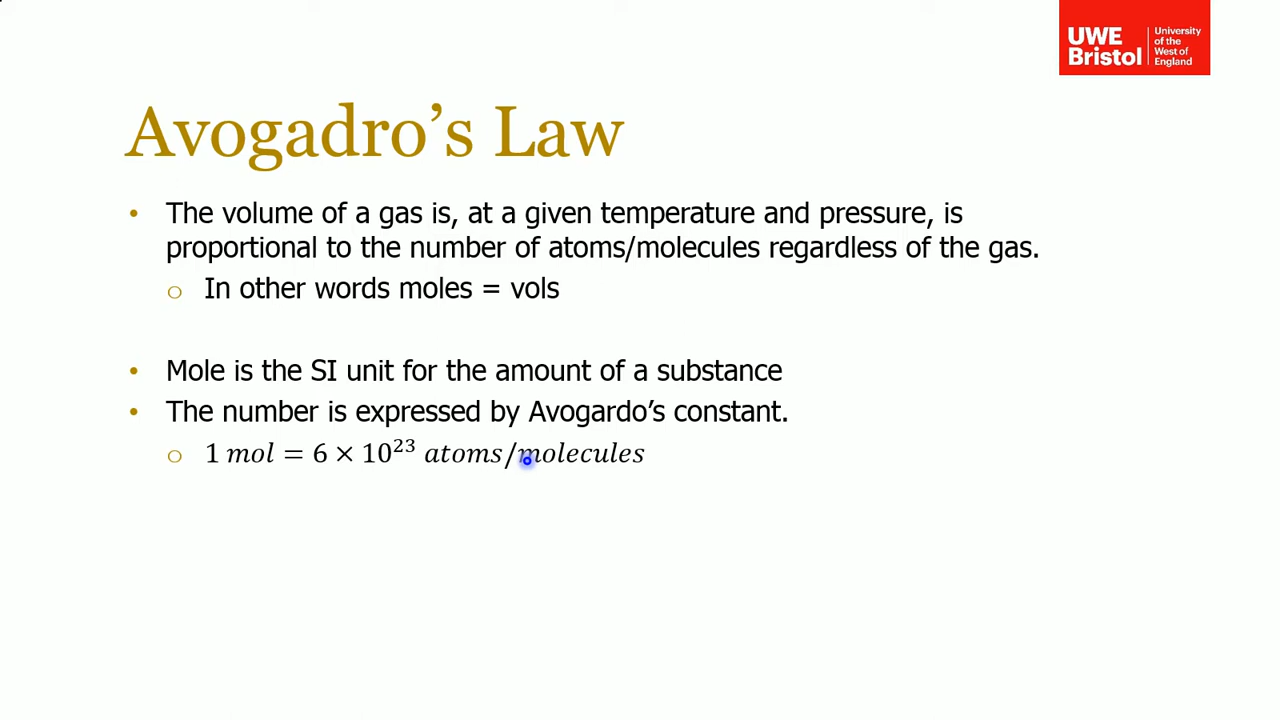 UWE
Bristol
University
of the
West of
England
Avogadro’s Law
• The volume of a gas is, at a given temperature and pressure, is
proportional to the number of atoms/molecules regardless of the gas.
o In other words moles = vols
• Mole is the SI unit for the amount of a substance
• The number is expressed by Avogardo’s constant.
o 1 mol = 6 × 10²³ atoms/molecules